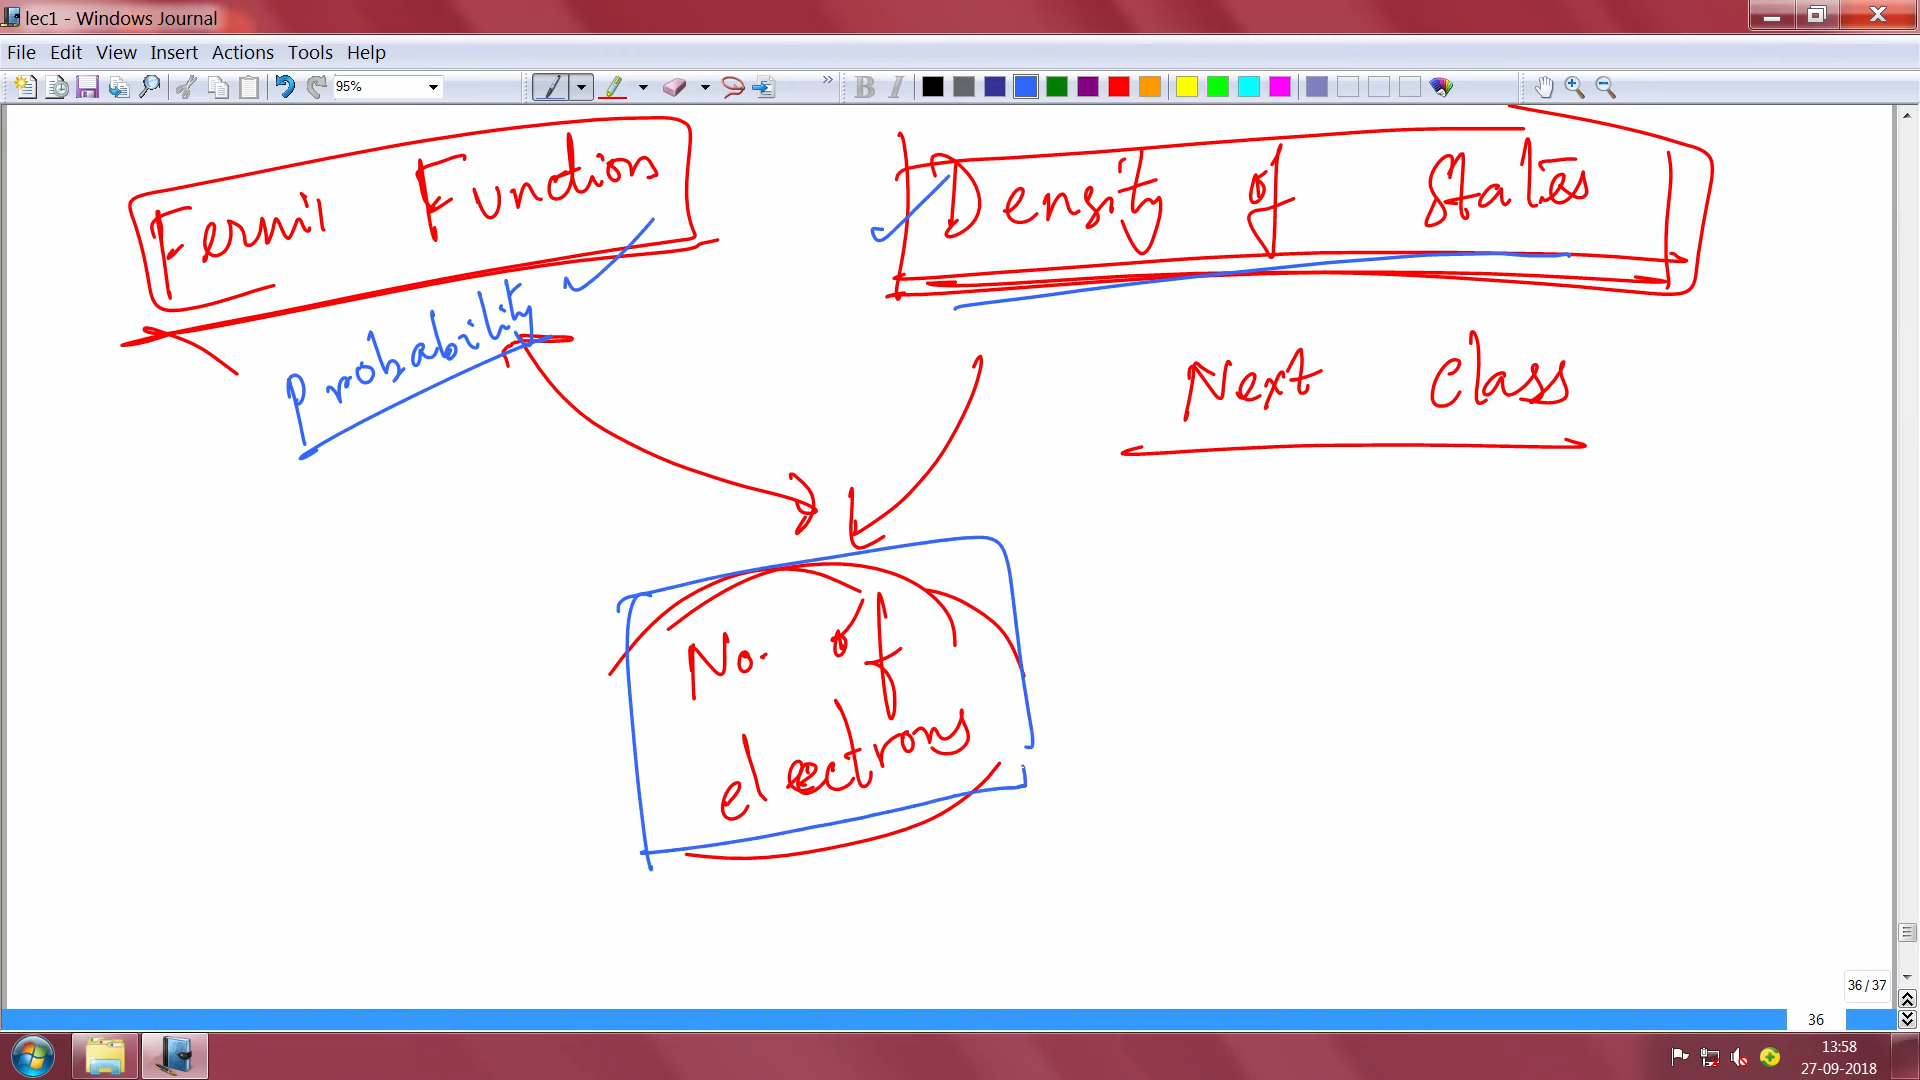 lec1 - Windows Journal
File Edit View Insert Actions Tools Help
95%
B I
Fermi Function
Density of States
Probability
Next Class
No. of
electrons
36 / 37
36
13:58
27-09-2018